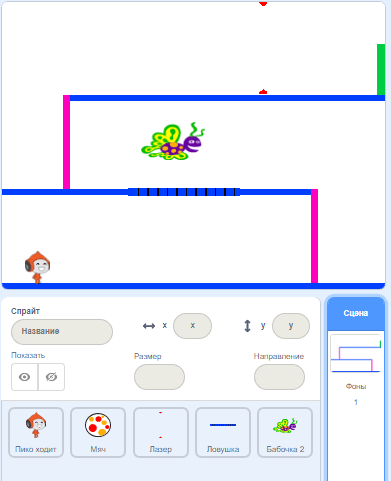 Спрайт
Название
x
x
y
y
Показать
Размер
Направление
Сцена
Фоны
1
Пико ходит
Мяч
Лазер
Ловушка
Бабочка 2